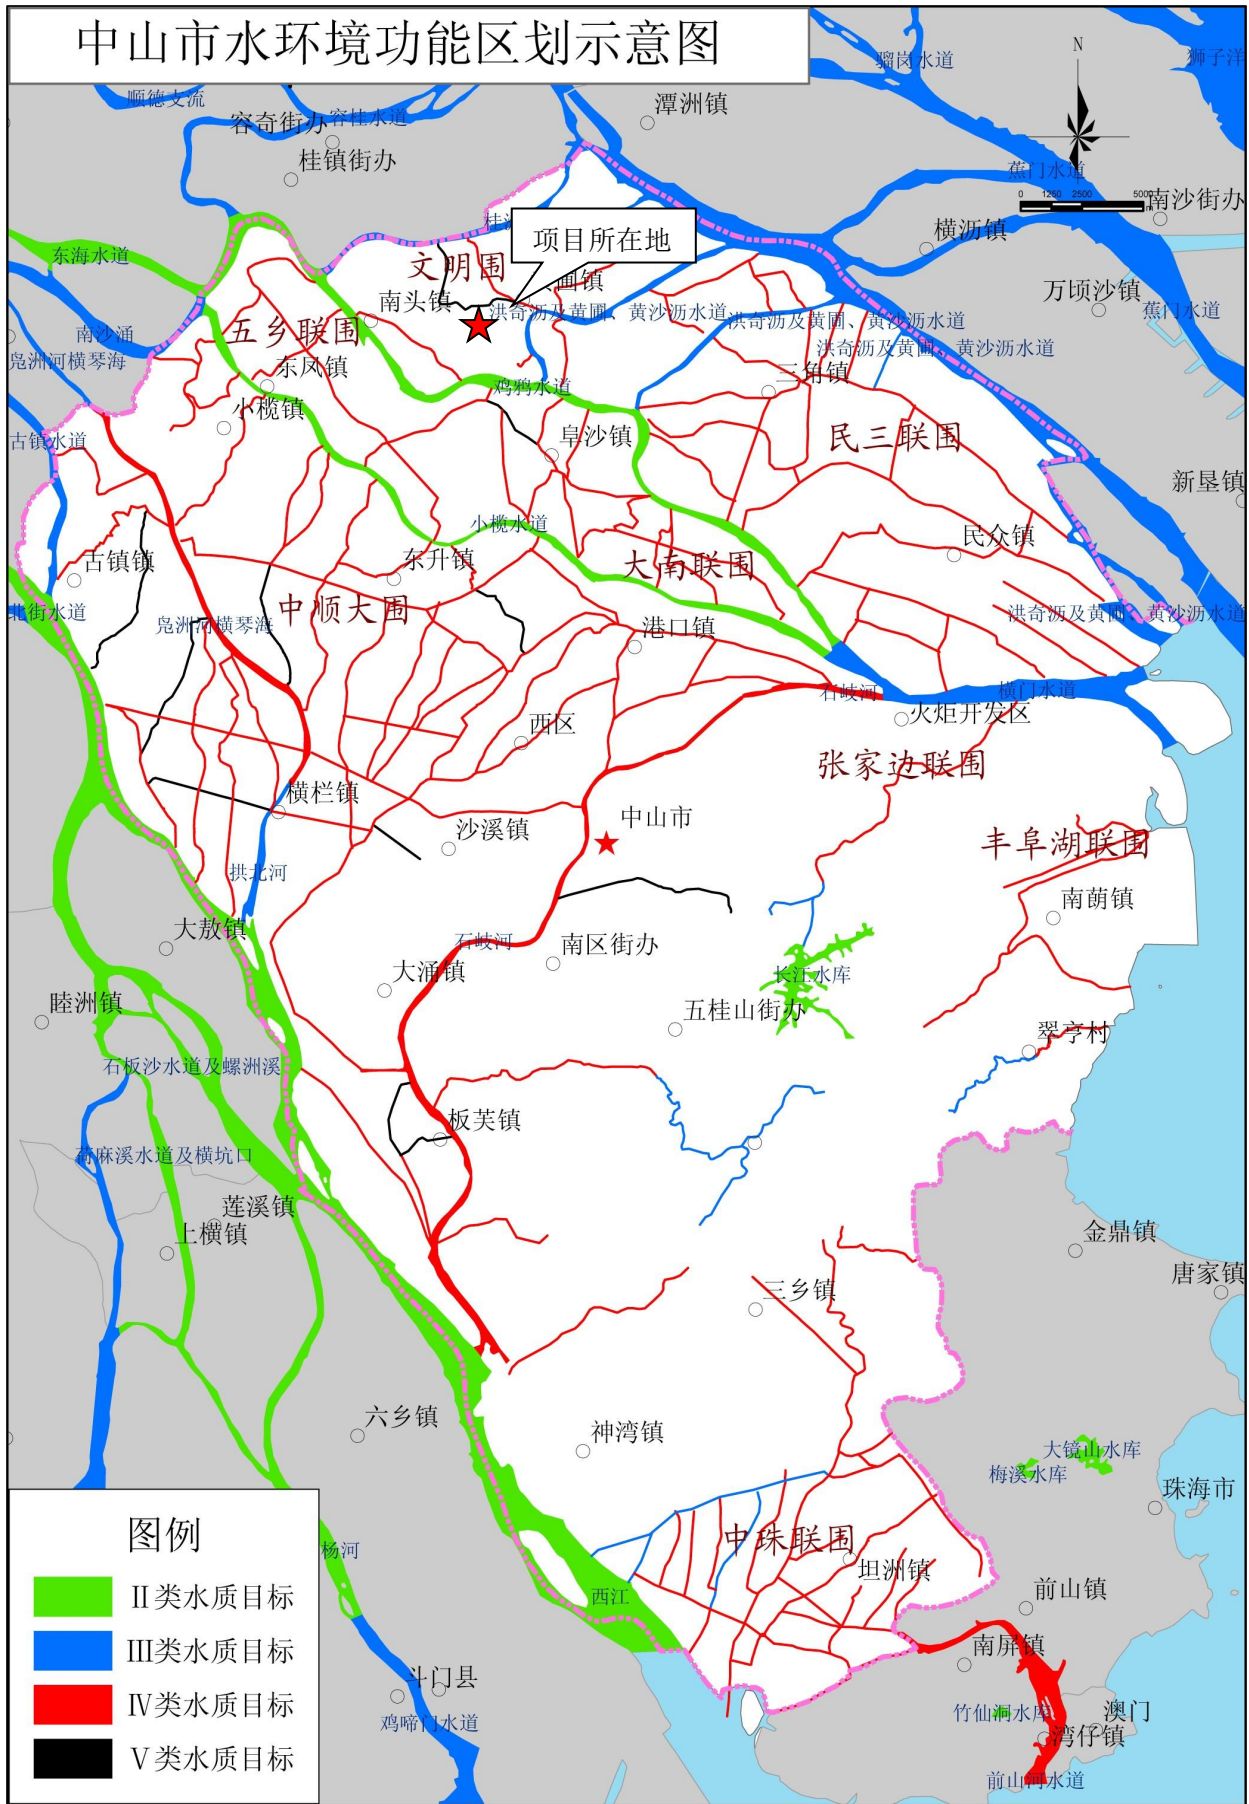 中山市水环境功能区划示意图
骝岗水道
狮子洋
N
顺德支流
容奇街办
容桂水道
潭洲镇
桂镇街办
蕉门水道
0 1250 2500 5000
南沙街办
桂洲
项目所在地
横沥镇
东海水道
文明围
圃镇
万顷沙镇
南头镇
洪奇沥及黄圃、黄沙沥水道
洪奇沥及黄圃、黄沙沥水道
蕉门水道
南沙涌
五乡联围
洪奇沥及黄圃、黄沙沥水道
凫洲河横琴海
东凤镇
鸡鸦水道
三角镇
小榄镇
古镇水道
阜沙镇
民三联围
新垦镇
小榄水道
民众镇
古镇镇
东升镇
大南联围
北街水道
中顺大围
凫洲河横琴海
港口镇
洪奇沥及黄圃、黄沙沥水道
石岐河
横门水道
西区
火炬开发区
张家边联围
横栏镇
沙溪镇
中山市
丰阜湖联围
拱北河
南蓢镇
大敖镇
石岐河
南区街办
大涌镇
长江水库
睦洲镇
五桂山街办
翠亨村
石板沙水道及螺洲溪
板芙镇
荷麻溪水道及横坑口
莲溪镇
上横镇
金鼎镇
唐家镇
三乡镇
六乡镇
神湾镇
大镜山水库
梅溪水库
珠海市
图例
杨河
中珠联围
坦洲镇
Ⅱ类水质目标
西江
前山镇
Ⅲ类水质目标
南屏镇
斗门县
Ⅳ类水质目标
鸡啼门水道
竹仙洞水库
澳门
湾仔镇
Ⅴ类水质目标
前山河水道